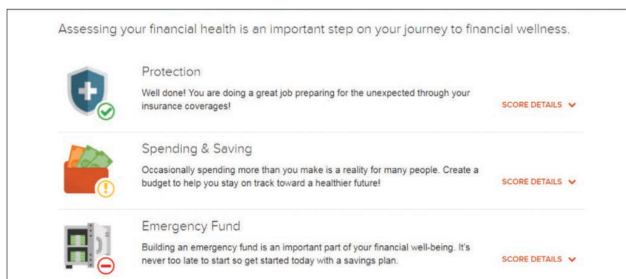 Assessing your financial health is an important step on your journey to financial wellness.
Protection
Well done! You are doing a great job preparing for the unexpected through your
insurance coverages!
SCORE DETAILS
Spending & Saving
Occasionally spending more than you make is a reality for many people. Create a
budget to help you stay on track toward a healthier future!
SCORE DETAILS
Emergency Fund
Building an emergency fund is an important part of your financial well-being. It's
never too late to start so get started today with a savings plan.
SCORE DETAILS